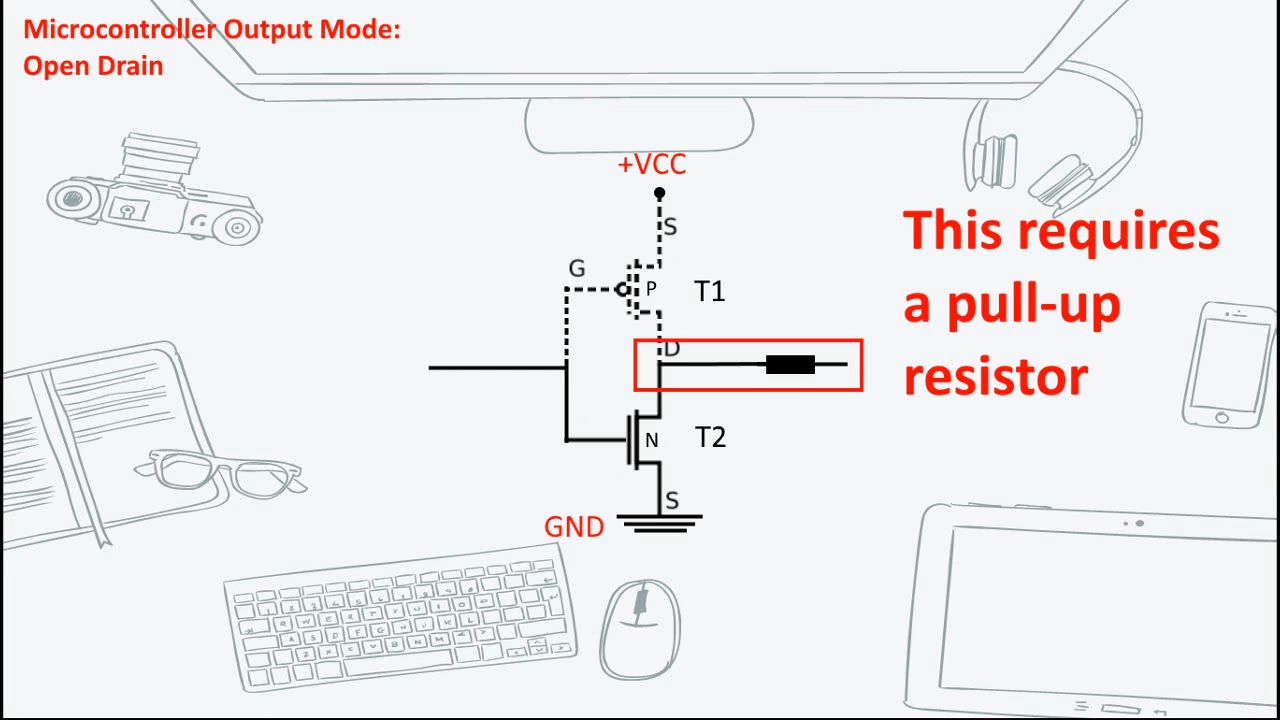 Microcontroller Output Mode:
Open Drain
+VCC
S
G
P
T1
D
This requires
a pull-up
resistor
N
T2
S
GND